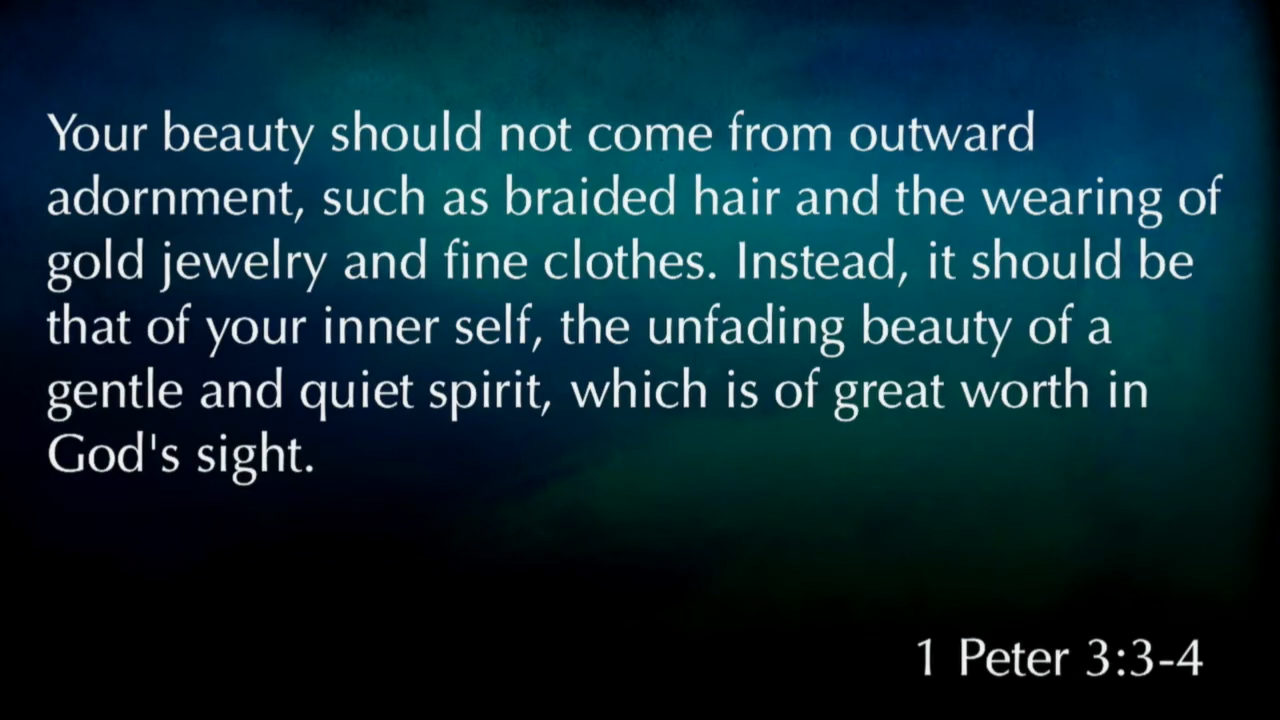 Your beauty should not come from outward
adornment, such as braided hair and the wearing of
gold jewelry and fine clothes. Instead, it should be
that of your inner self, the unfading beauty of a
gentle and quiet spirit, which is of great worth in
God's sight.
1 Peter 3:3-4